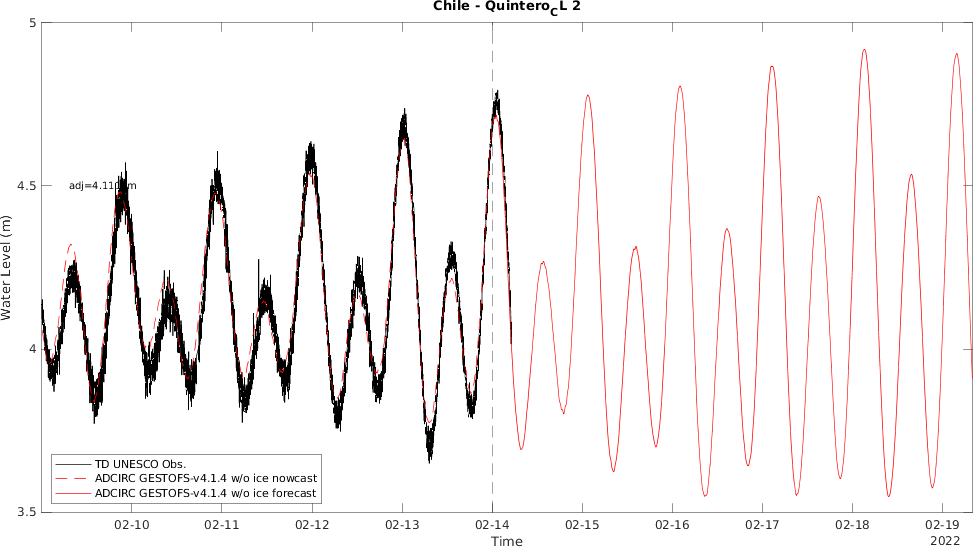 Chile - Quintero_CL 2
5
adj=4.11 m
4.5
Water Level (m)
4
TD UNESCO Obs.
ADCIRC GESTOFS-v4.1.4 w/o ice nowcast
ADCIRC GESTOFS-v4.1.4 w/o ice forecast
3.5
02-10 02-11 02-12 02-13 02-14 02-15 02-16 02-17 02-18 02-19
Time
2022